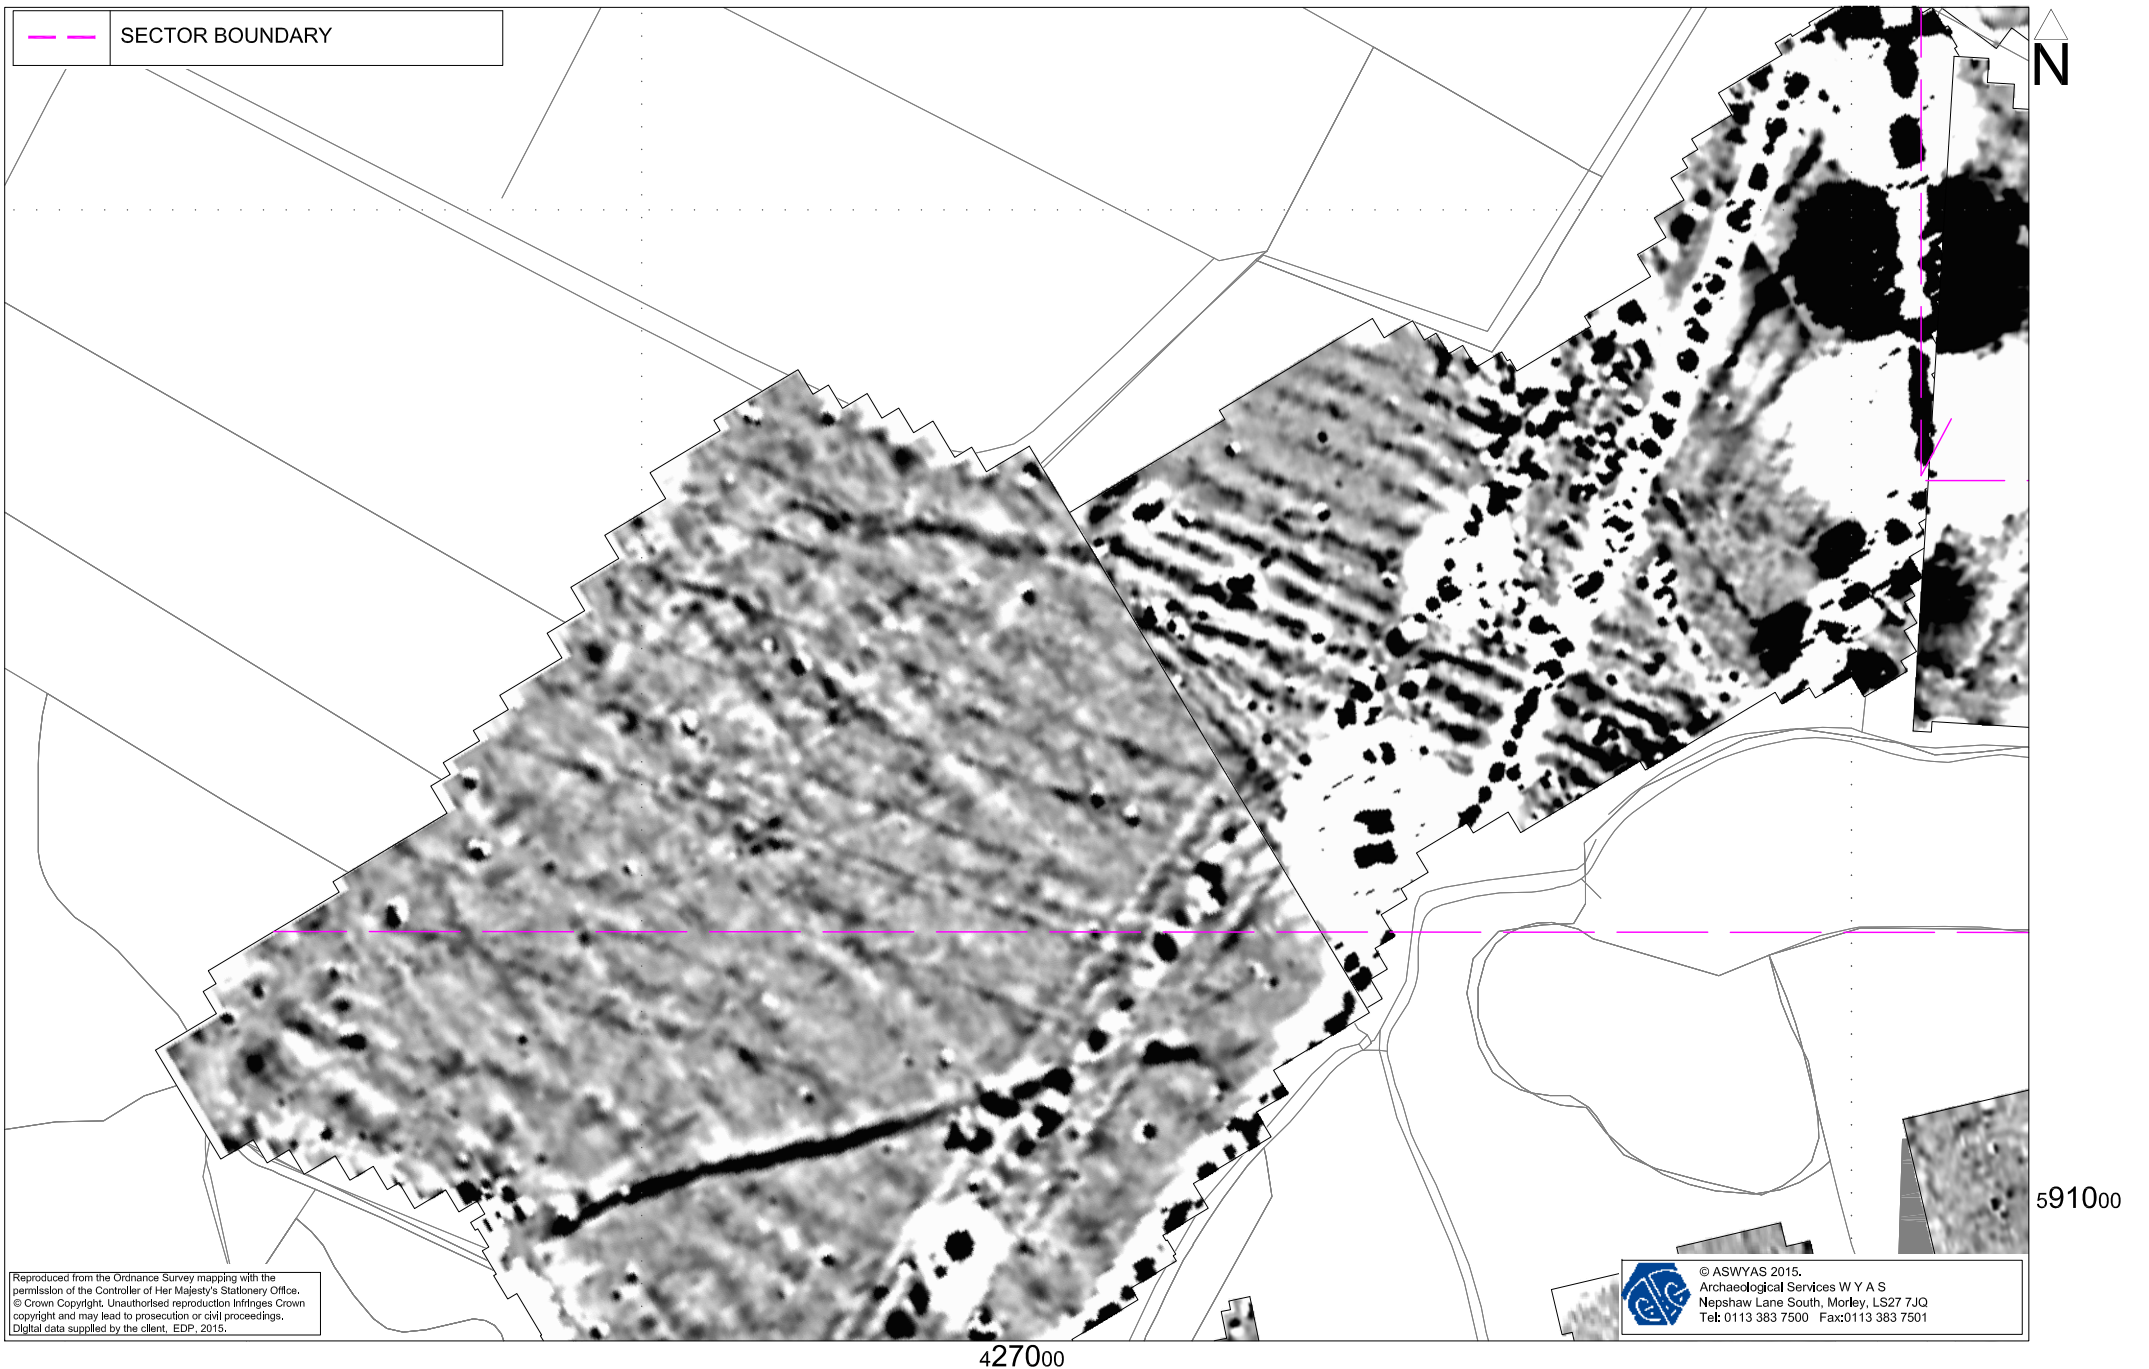 SECTOR BOUNDARY
N
591000
Reproduced from the Ordnance Survey mapping with the
permission of the Controller of Her Majesty's Stationery Office.
© Crown Copyright. Unauthorised reproduction infringes Crown
copyright and may lead to prosecution or civil proceedings.
Digital data supplied by the client, EDP, 2015.
© ASWYAS 2015.
Archaeological Services W Y A S
Nepshaw Lane South, Morley, LS27 7JQ
Tel: 0113 383 7500 Fax:0113 383 7501
427000